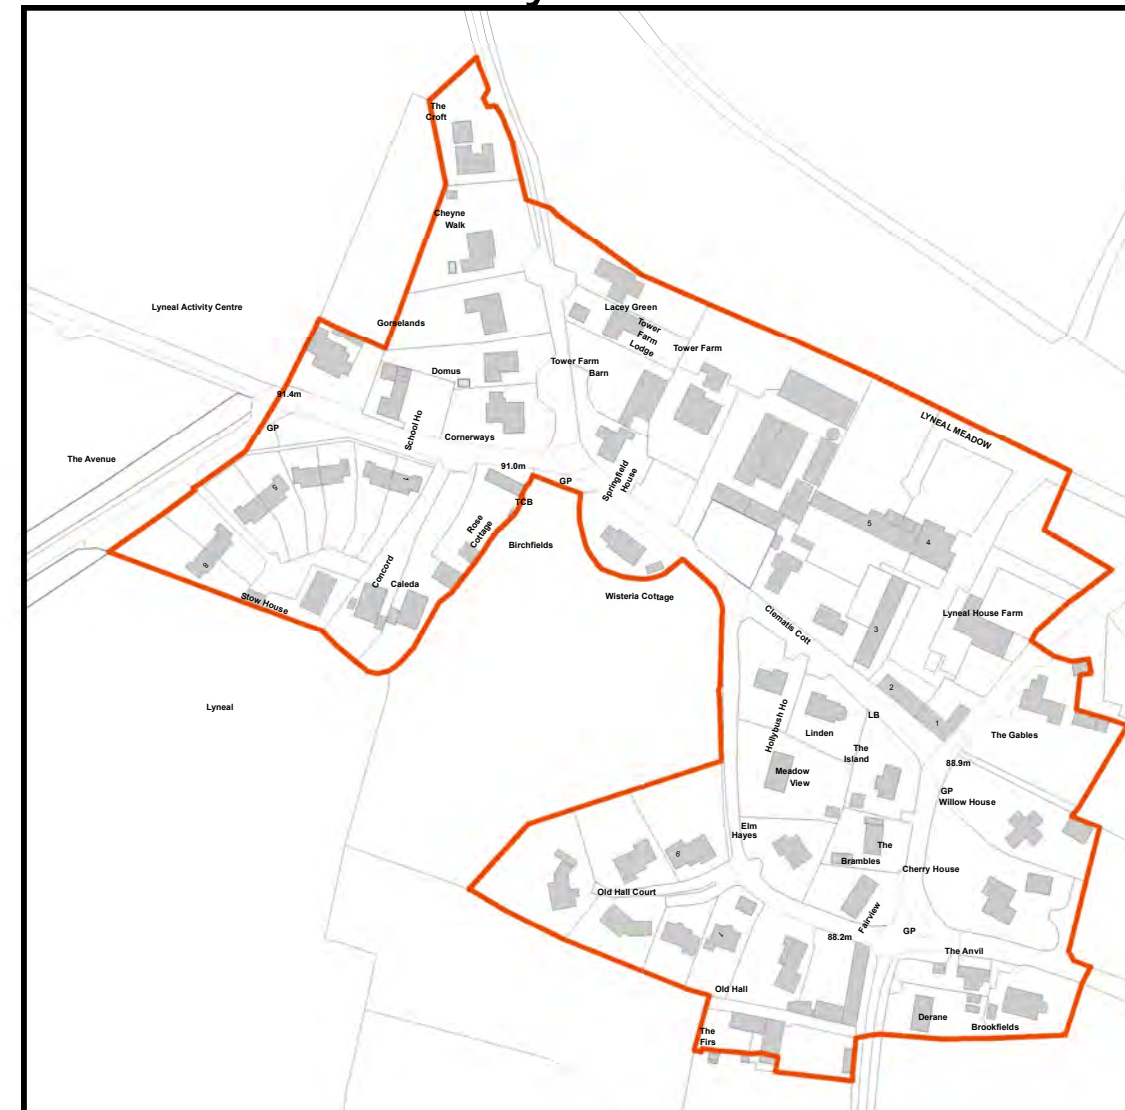 The
Croft
Cheyne
Walk
Lyneal Activity Centre
Gorselands
Lacey Green
Tower
Farm
Lodge
Tower Farm
Tower Farm
Barn
Domus
91.4m
School Ho
GP
Cornerways
LYNEAL MEADOW
The Avenue
91.0m
GP
Springfield
House
5
1
TCB
Rose
Cottage
Birchfields
5
4
8
Concord
Caleda
Stow House
Wisteria Cottage
Clematis Cott
3
Lyneal House Farm
Lyneal
2
1
Hollybush Ho
LB
Linden
The
Island
The Gables
88.9m
Meadow
View
GP
Willow House
Elm
Hayes
6
The
Brambles
Cherry House
Old Hall Court
Fairview
1
88.2m
GP
The Anvil
Old Hall
Derane
Brookfields
The
Firs